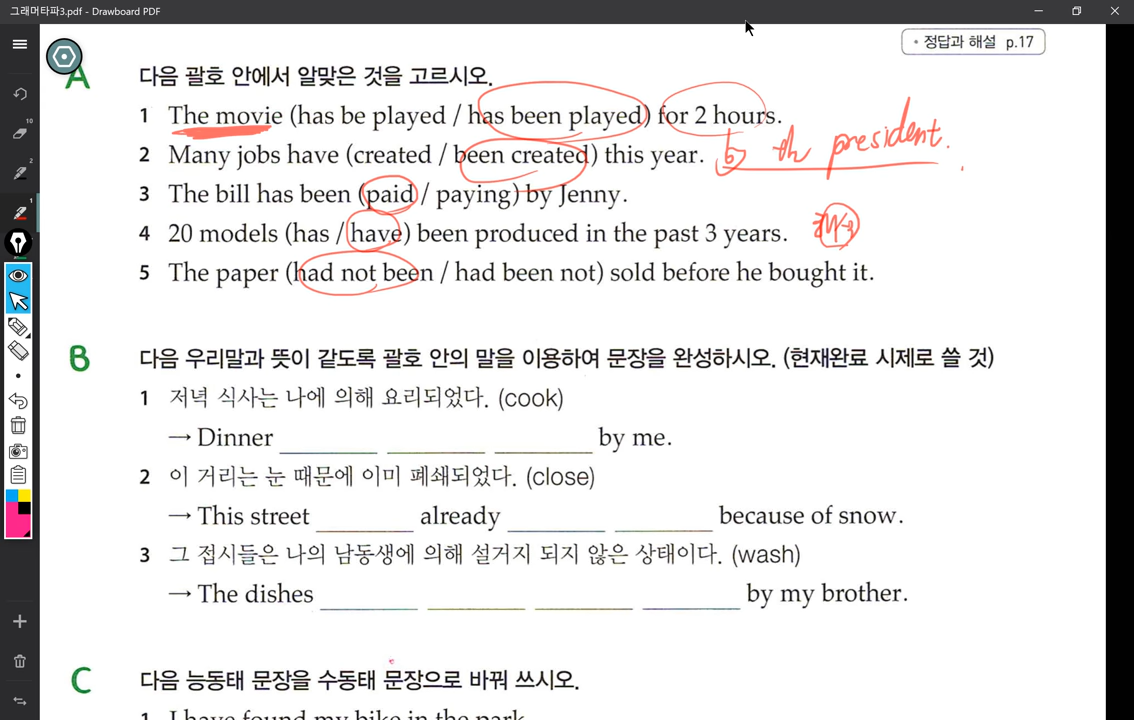 그래머타파3.pdf - Drawboard PDF
• 정답과 해설 p.17
A 다음 괄호 안에서 알맞은 것을 고르시오.
1 The movie (has be played / has been played) for 2 hours.
2 Many jobs have (created / been created) this year. by the president.
3 The bill has been (paid / paying) by Jenny.
4 20 models (has / have) been produced in the past 3 years.
5 The paper (had not been / had been not) sold before he bought it.
B 다음 우리말과 뜻이 같도록 괄호 안의 말을 이용하여 문장을 완성하시오. (현재완료 시제로 쓸 것)
1 저녁 식사는 나에 의해 요리되었다. (cook)
→ Dinner by me.
2 이 거리는 눈 때문에 이미 폐쇄되었다. (close)
→ This street already because of snow.
3 그 접시들은 나의 남동생에 의해 설거지 되지 않은 상태이다. (wash)
→ The dishes by my brother.
C 다음 능동태 문장을 수동태 문장으로 바꿔 쓰시오.
1 I have found my bike in the park.
10
2
1